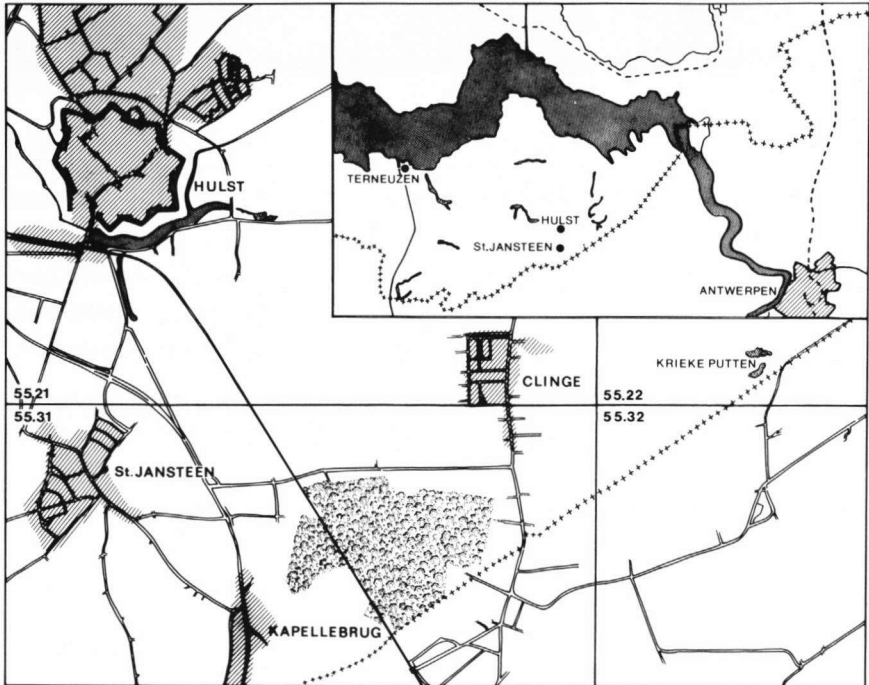 HULST
TERNEUZEN
HULST
St.JANSTEEN
ANTWERPEN
CLINGE
KRIEKE PUTTEN
55.21
55.22
55.31
55.32
St.JANSTEEN
KAPELLEBRUG